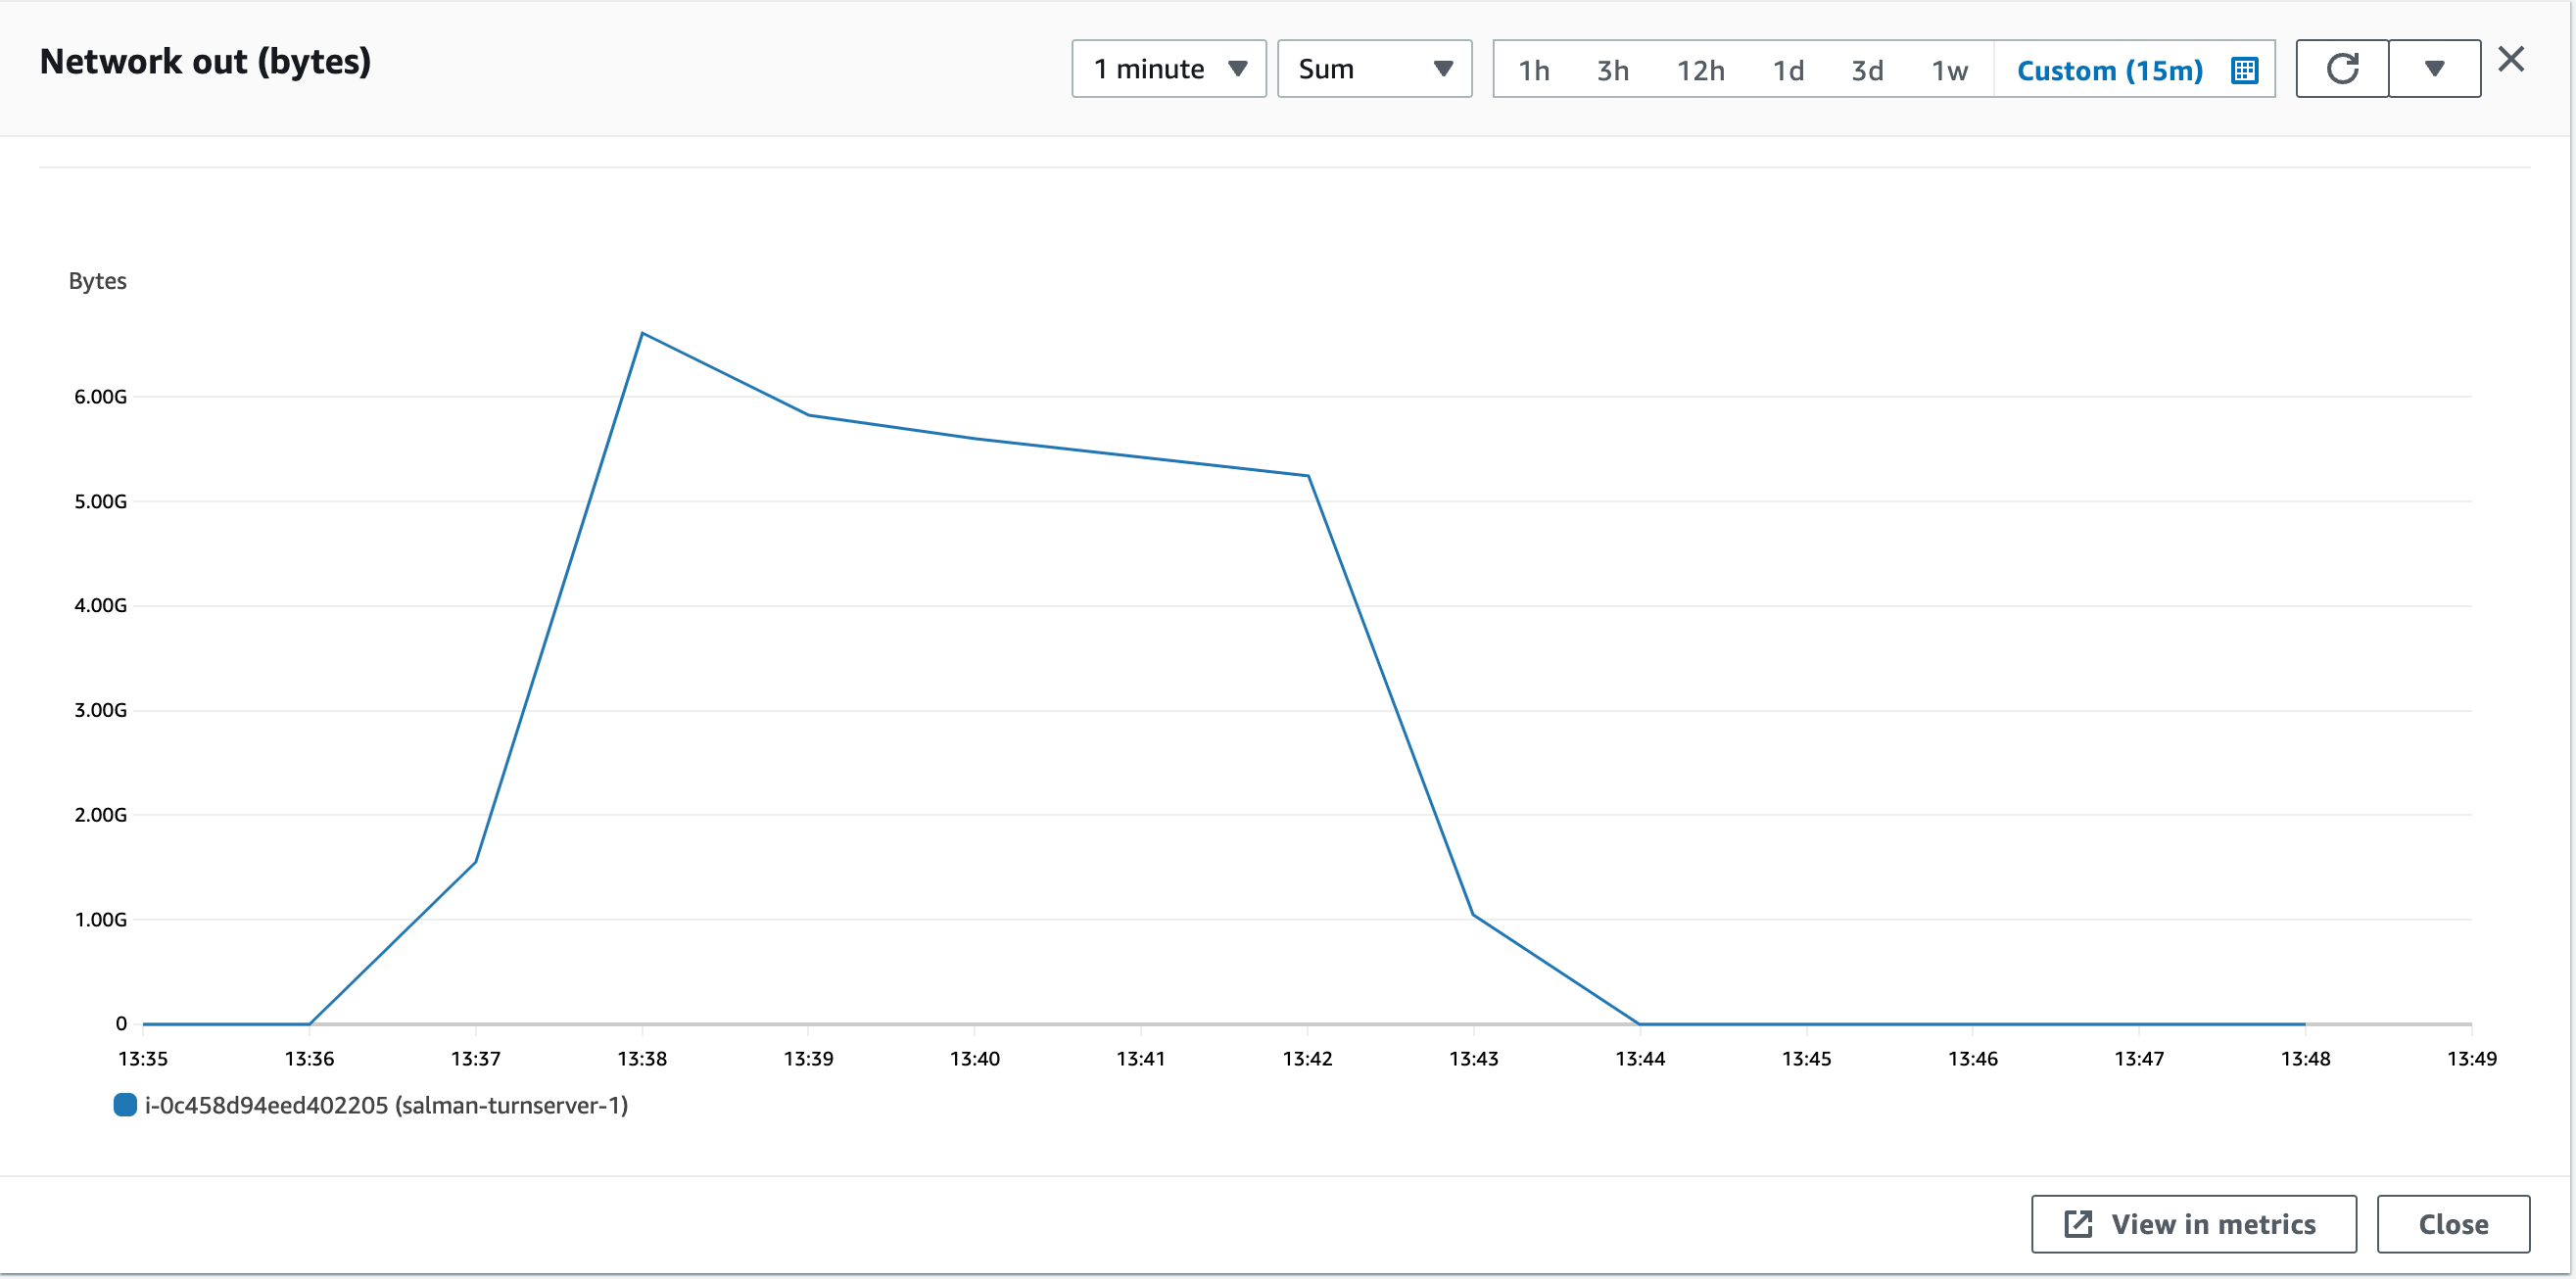 Network out (bytes)
1 minute
Sum
1h 3h 12h 1d 3d 1w Custom (15m)
Bytes
6.00G
5.00G
4.00G
3.00G
2.00G
1.00G
0
13:35 13:36 13:37 13:38 13:39 13:40 13:41 13:42 13:43 13:44 13:45 13:46 13:47 13:48 13:49
i-0c458d94eed402205 (salman-turnserver-1)
View in metrics
Close